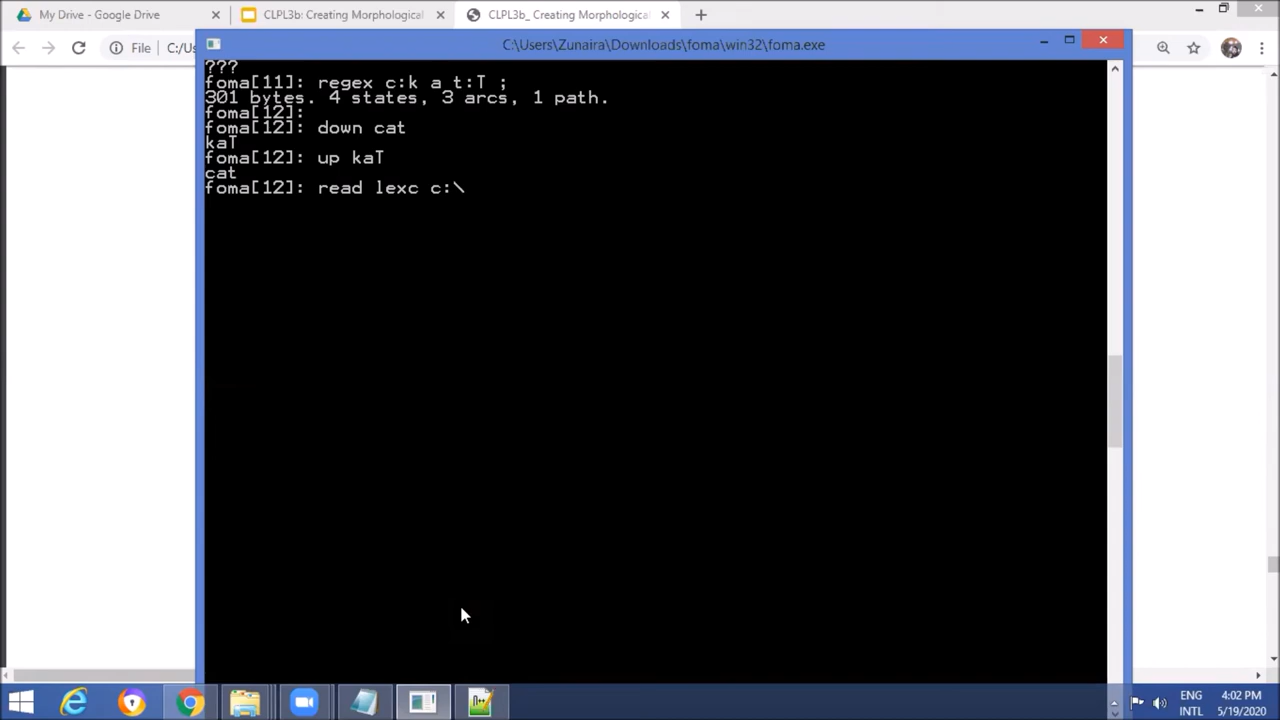 My Drive - Google Drive
CLPL3b: Creating Morphological
CLPL3b_ Creating Morphological
File
C:/Us
C:\Users\Zunaira\Downloads\foma\win32\foma.exe
???
foma[11]: regex c:k a t:T ;
301 bytes. 4 states, 3 arcs, 1 path.
foma[12]:
foma[12]: down cat
kaT
foma[12]: up kaT
cat
foma[12]: read lexc c:\
ENG
INTL
4:02 PM
5/19/2020